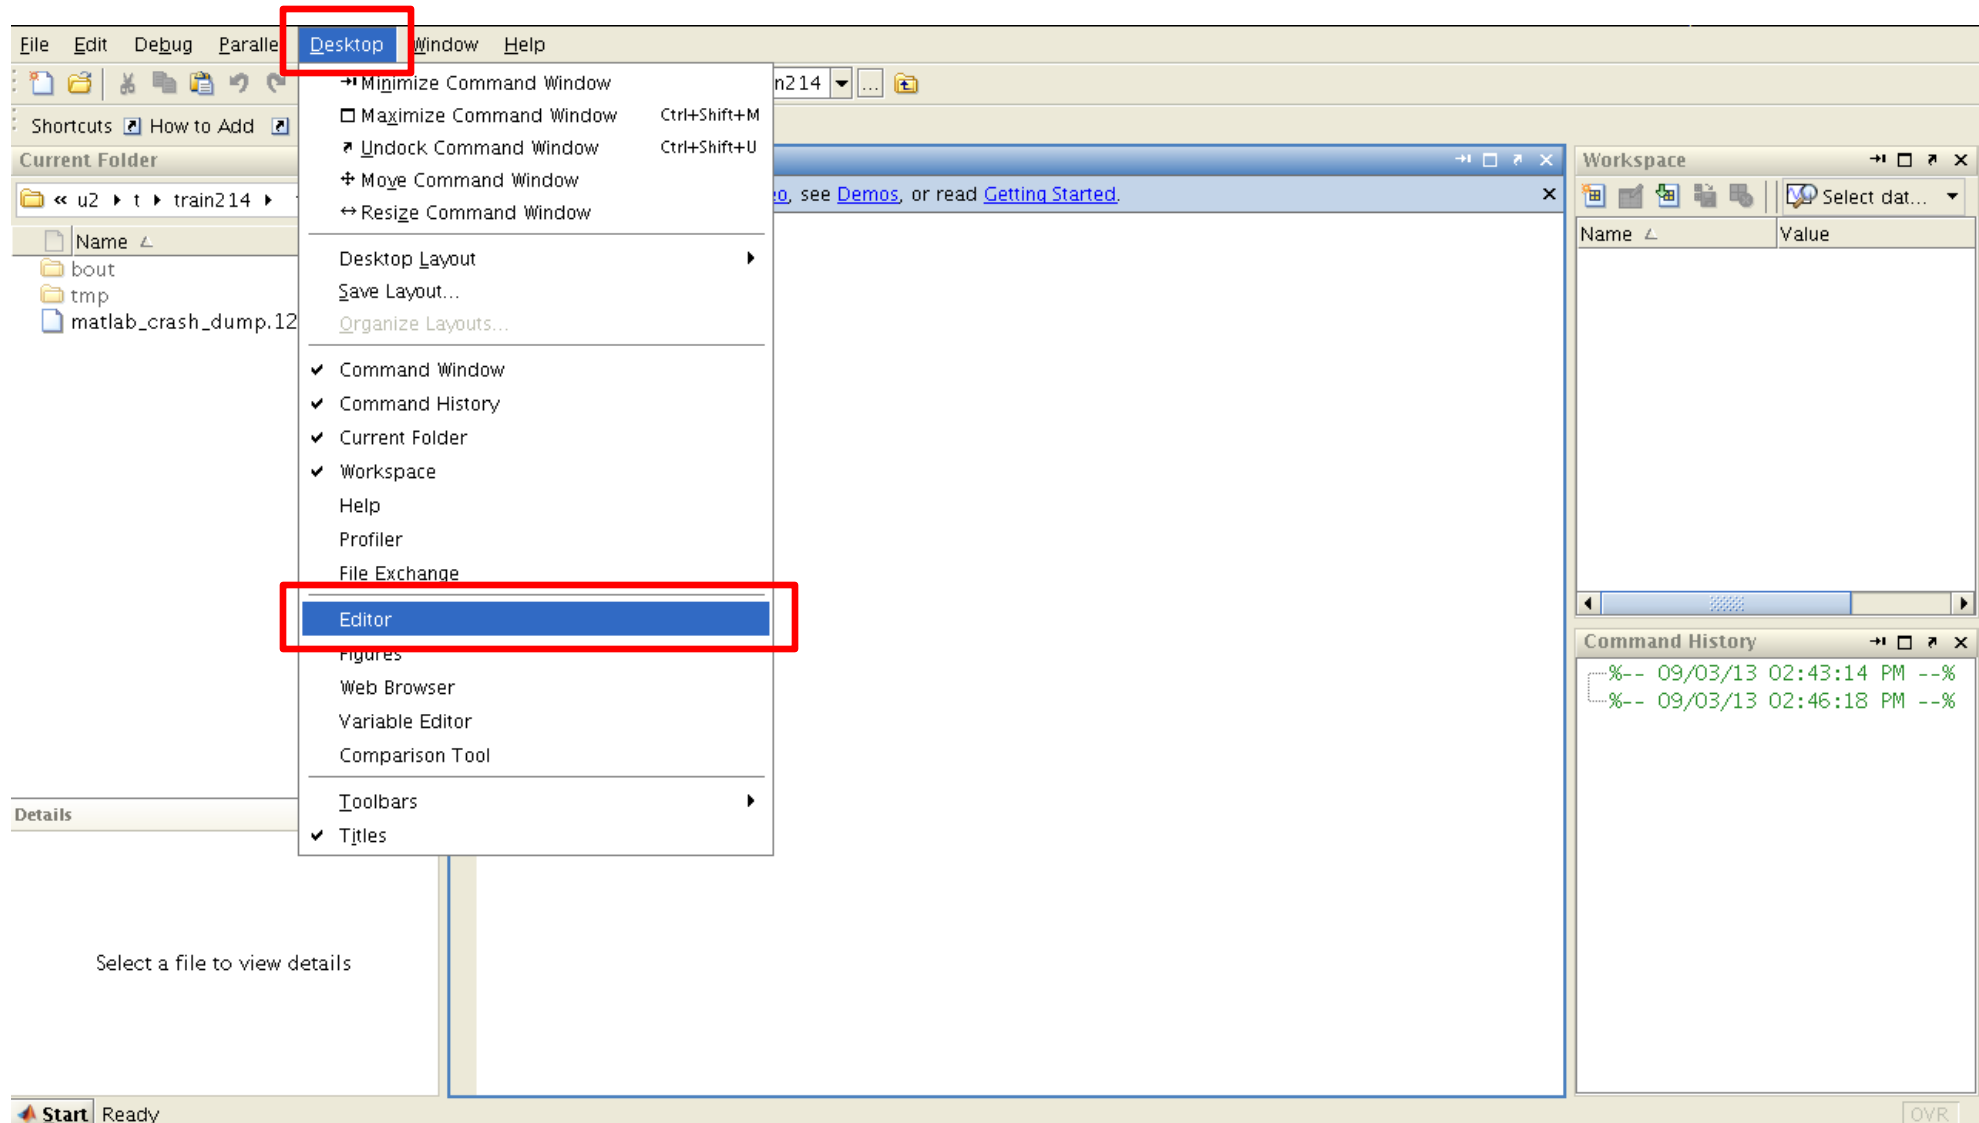 File Edit Debug Paralle Desktop Window Help
Minimize Command Window
n214 ...
Maximize Command Window Ctrl+Shift+M
Shortcuts How to Add
Undock Command Window Ctrl+Shift+U
Current Folder
Workspace
Move Command Window
« u2 t train214
see Demos, or read Getting Started.
Select dat...
Resize Command Window
Name
Name Value
Desktop Layout
bout
Save Layout...
tmp
Organize Layouts...
matlab_crash_dump.12
Command Window
Command History
Current Folder
Workspace
Help
Profiler
File Exchange
Editor
Figures
Web Browser
Variable Editor
Comparison Tool
Toolbars
Titles
Command History
%-- 09/03/13 02:43:14 PM --%
%-- 09/03/13 02:46:18 PM --%
Details
Select a file to view details
Start Ready
OVR